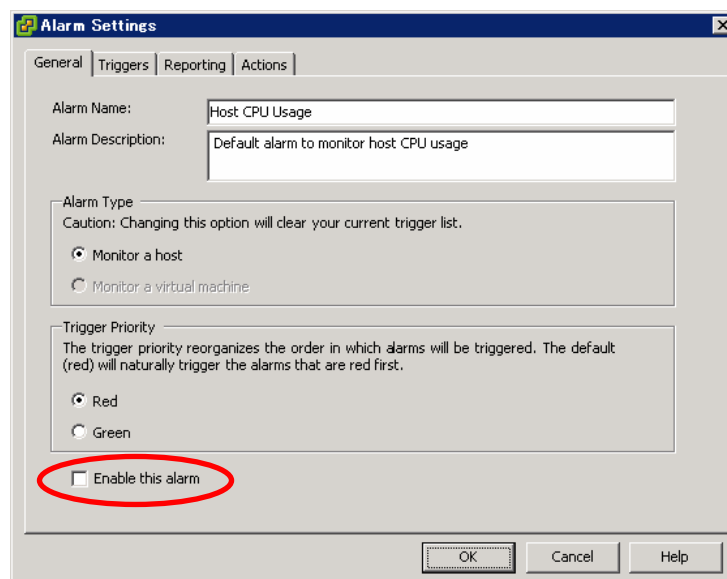 Alarm Settings
General Triggers Reporting Actions
Alarm Name: Host CPU Usage
Alarm Description: Default alarm to monitor host CPU usage
Alarm Type
Caution: Changing this option will clear your current trigger list.
Monitor a host
Monitor a virtual machine
Trigger Priority
The trigger priority reorganizes the order in which alarms will be triggered. The default
(red) will naturally trigger the alarms that are red first.
Red
Green
Enable this alarm
OK Cancel Help